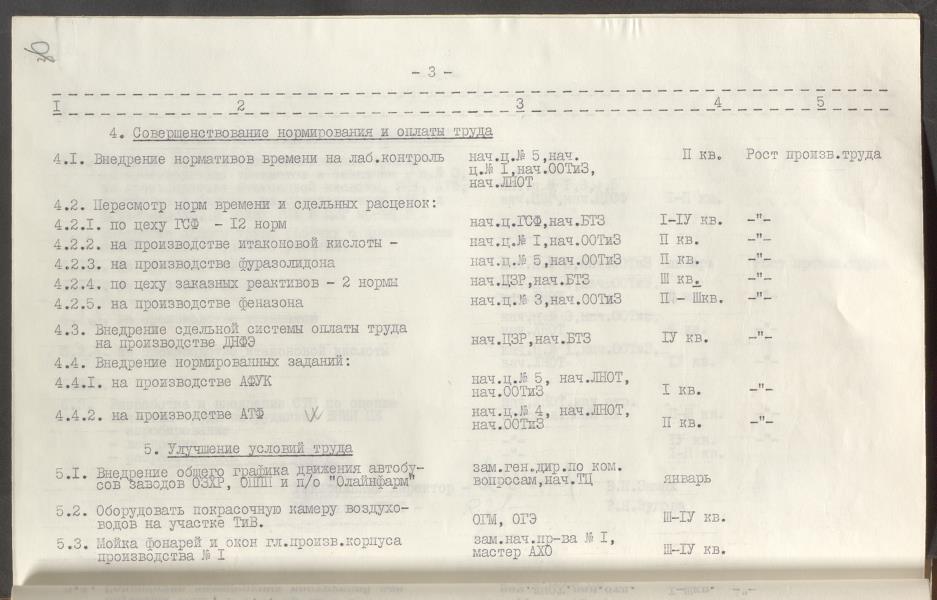 - 3 -
I 2 3 4 5
4. Совершенствование нормирования и оплаты труда
4.I. Внедрение нормативов времени на лаб.контроль нач.ц.№ 5,нач. П кв. Рост произв.труда
ц.№ I,нач.ООТиЗ,
нач.ЛНОТ
4.2. Пересмотр норм времени и сдельных расценок:
4.2.I. по цеху ГСФ - I2 норм нач.ц.ГСФ,нач.БТЗ I-IУ кв. -"-
4.2.2. на производстве итаконовой кислоты - нач.ц.№ I,нач.ООТиЗ П кв. -"-
4.2.3. на производстве фуразолидона нач.ц.№ 5,нач.ООТиЗ П кв. -"-
4.2.4. по цеху заказных реактивов - 2 нормы нач.ЦЗР,нач.БТЗ Ш кв. -"-
4.2.5. на производстве феназона нач.ц.№ 3,нач.ООТиЗ П - Шкв. -"-
4.3. Внедрение сдельной системы оплаты труда
на производстве ДНФЭ нач.ЦЗР,нач.БТЗ IУ кв. -"-
4.4. Внедрение нормированных заданий:
4.4.I. на производстве АФУК нач.ц.№ 5, нач.ЛНОТ,
нач.ООТиЗ I кв. -"-
4.4.2. на производстве АТФ нач.ц.№ 4, нач.ЛНОТ,
нач.ООТиЗ П кв. -"-
5. Улучшение условий труда
5.I. Внедрение общего графика движения автобу- зам.ген.дир.по ком.
сов заводов ОЗХР, ОППП и п/о "Олайнфарм" вопросам,нач.ТЦ январь
5.2. Оборудовать покрасочную камеру воздухо-
водов на участке ТиВ. ОГМ, ОГЭ Ш-IУ кв.
5.3. Мойка фонарей и окон гл.произв.корпуса зам.нач.пр-ва № I,
производства № I мастер АХО Ш-IУ кв.